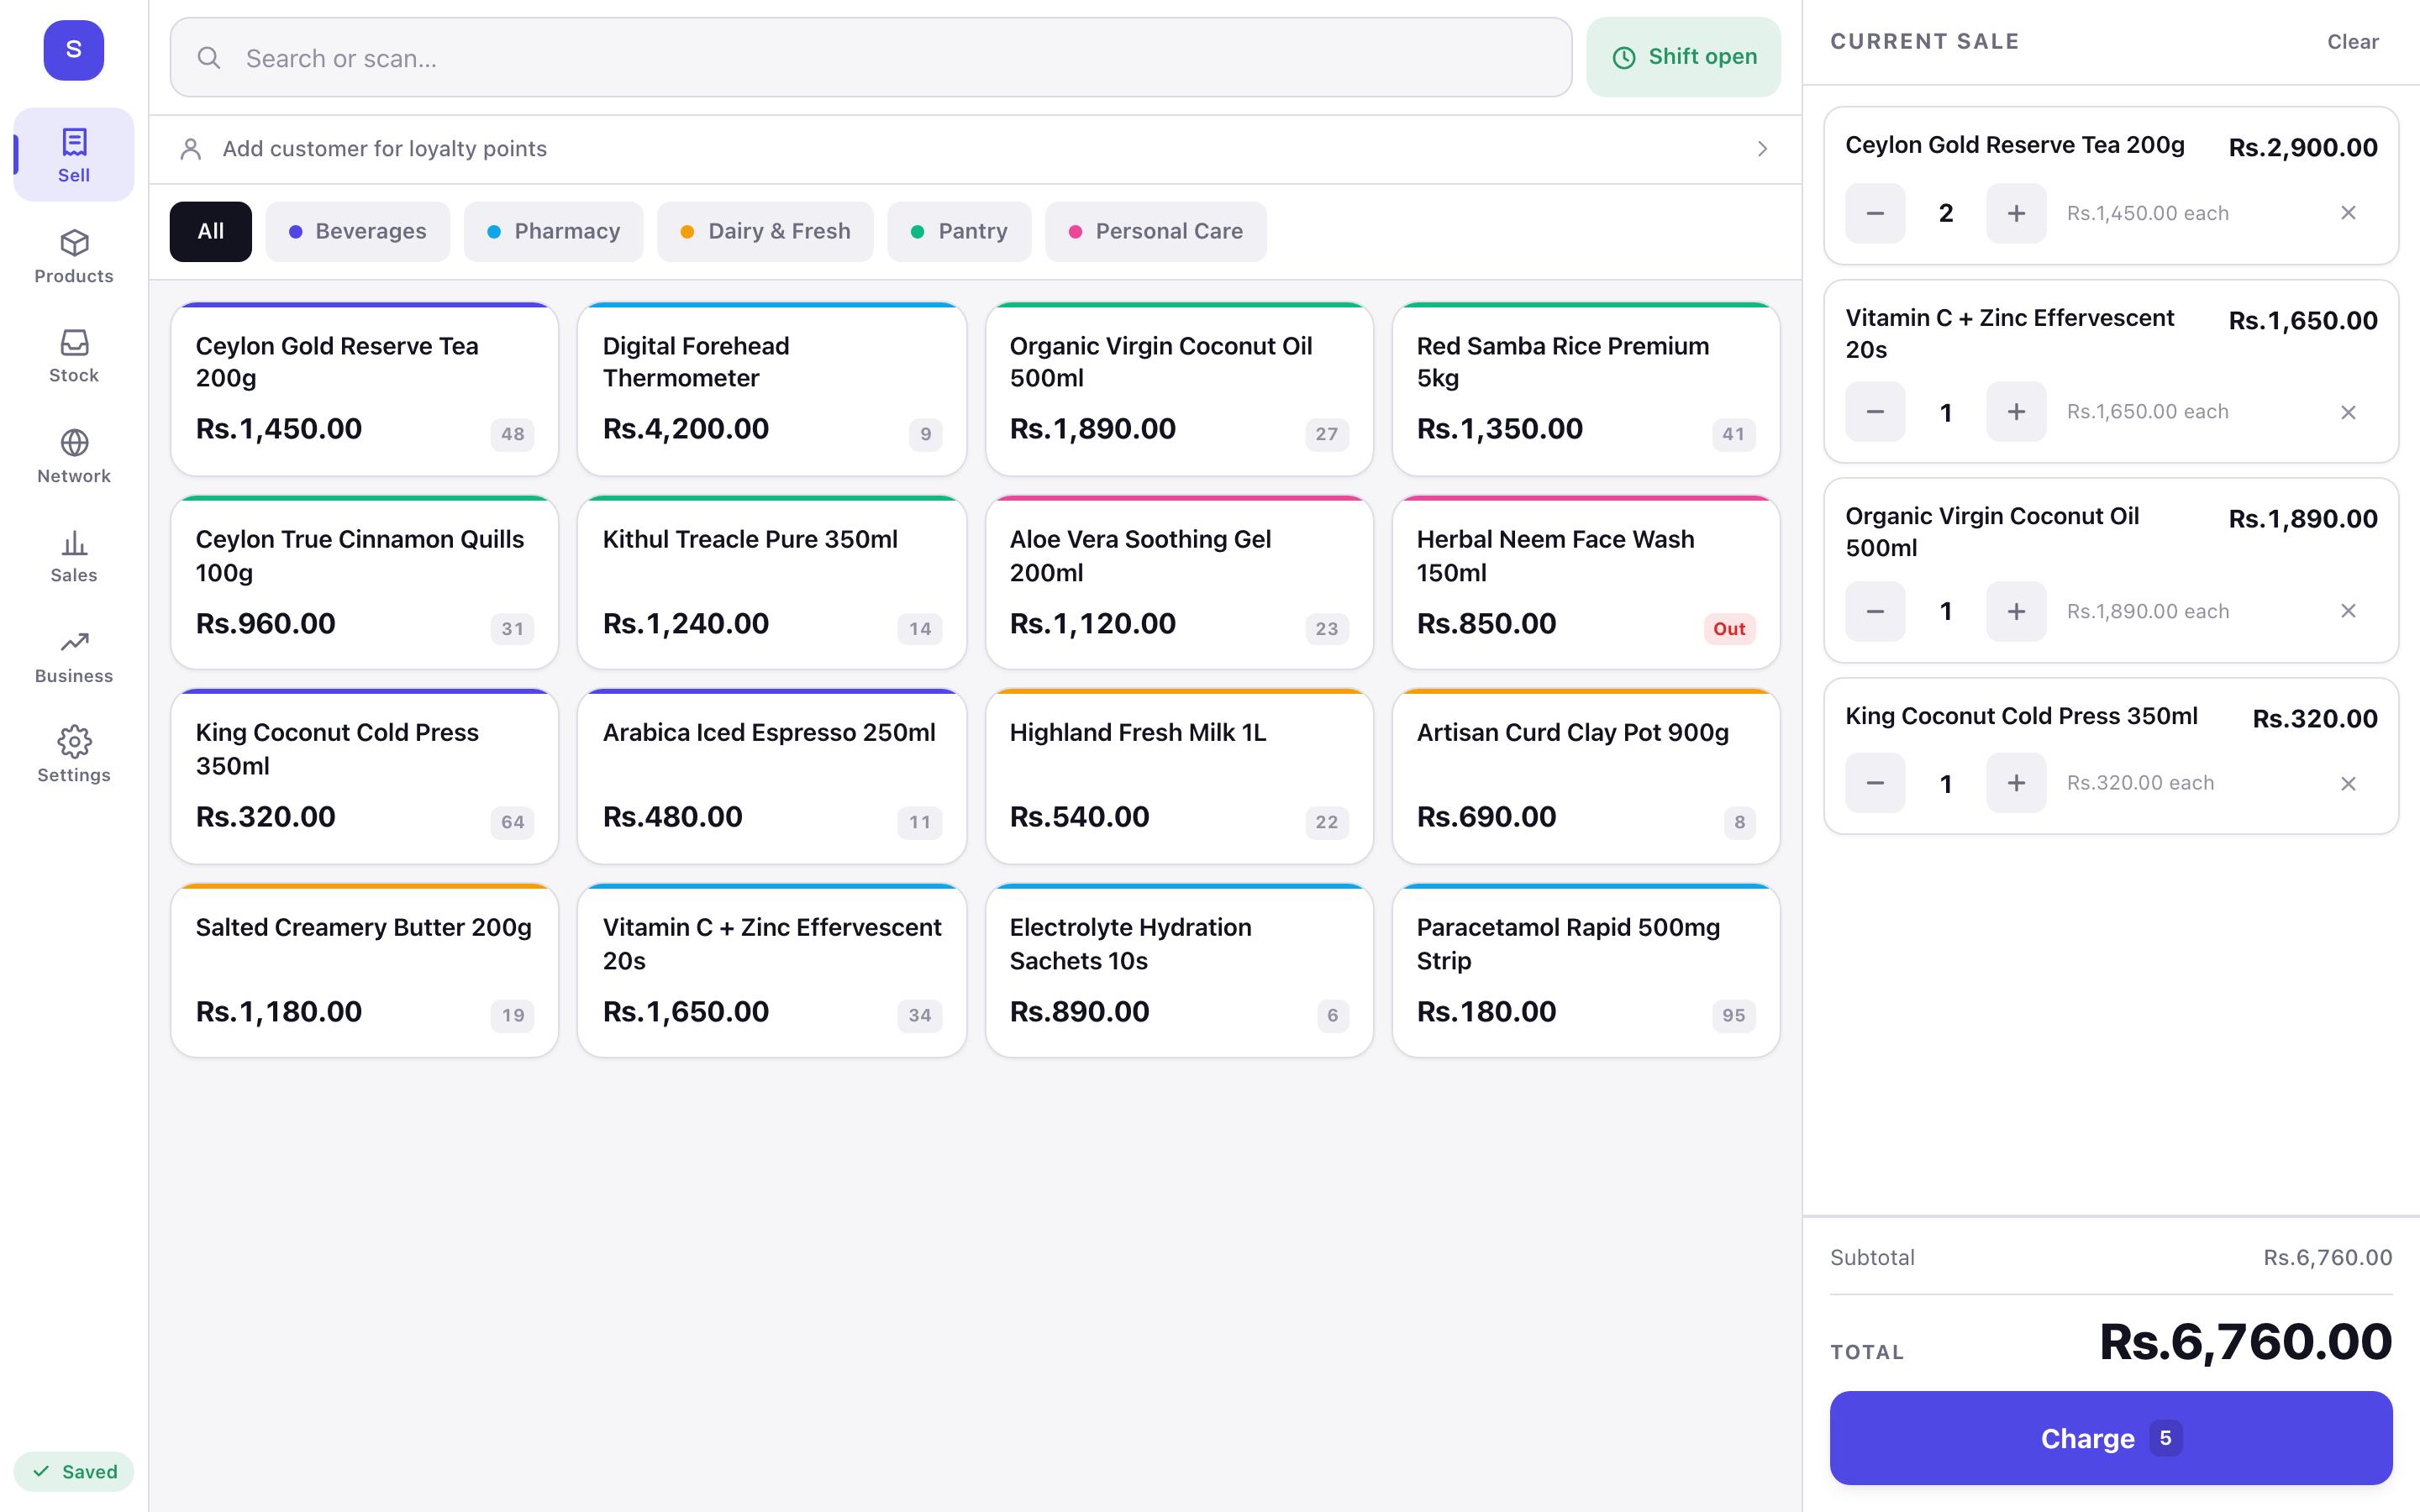 S
Sell
Products
Stock
Network
Sales
Business
Settings
Saved
Search or scan...
Shift open
Add customer for loyalty points
All
Beverages
Pharmacy
Dairy & Fresh
Pantry
Personal Care
Ceylon Gold Reserve Tea
200g
Rs.1,450.00
48
Digital Forehead
Thermometer
Rs.4,200.00
9
Organic Virgin Coconut Oil
500ml
Rs.1,890.00
27
Red Samba Rice Premium
5kg
Rs.1,350.00
41
Ceylon True Cinnamon Quills
100g
Rs.960.00
31
Kithul Treacle Pure 350ml
Rs.1,240.00
14
Aloe Vera Soothing Gel
200ml
Rs.1,120.00
23
Herbal Neem Face Wash
150ml
Rs.850.00
Out
King Coconut Cold Press
350ml
Rs.320.00
64
Arabica Iced Espresso 250ml
Rs.480.00
11
Highland Fresh Milk 1L
Rs.540.00
22
Artisan Curd Clay Pot 900g
Rs.690.00
8
Salted Creamery Butter 200g
Rs.1,180.00
19
Vitamin C + Zinc Effervescent
20s
Rs.1,650.00
34
Electrolyte Hydration
Sachets 10s
Rs.890.00
6
Paracetamol Rapid 500mg
Strip
Rs.180.00
95
CURRENT SALE
Clear
Ceylon Gold Reserve Tea 200g
Rs.2,900.00
2
Rs.1,450.00 each
Vitamin C + Zinc Effervescent
20s
Rs.1,650.00
1
Rs.1,650.00 each
Organic Virgin Coconut Oil
500ml
Rs.1,890.00
1
Rs.1,890.00 each
King Coconut Cold Press 350ml
Rs.320.00
1
Rs.320.00 each
Subtotal
Rs.6,760.00
TOTAL
Rs.6,760.00
Charge 5